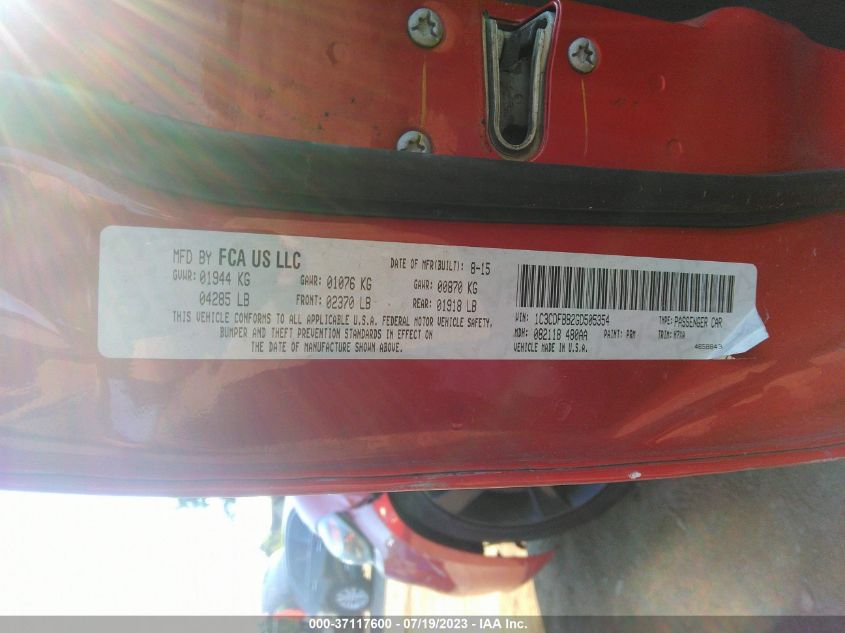 MFD BY FCA US LLC DATE OF MFR(BUILT): 8-15
GVWR: 01944 KG GAWR: 01076 KG GAWR: 00870 KG
04285 LB FRONT: 02370 LB REAR: 01918 LB
THIS VEHICLE CONFORMS TO ALL APPLICABLE U.S.A. FEDERAL MOTOR VEHICLE SAFETY,
BUMPER AND THEFT PREVENTION STANDARDS IN EFFECT ON
THE DATE OF MANUFACTURE SHOWN ABOVE.
VIN: 1C3CDFBB2GD505354 TYPE: PASSENGER CAR
MDH: 082118 480AA PAINT: PRM TRIM:
VEHICLE MADE IN U.S.A.
000-37117600 - 07/19/2023 - IAA Inc.